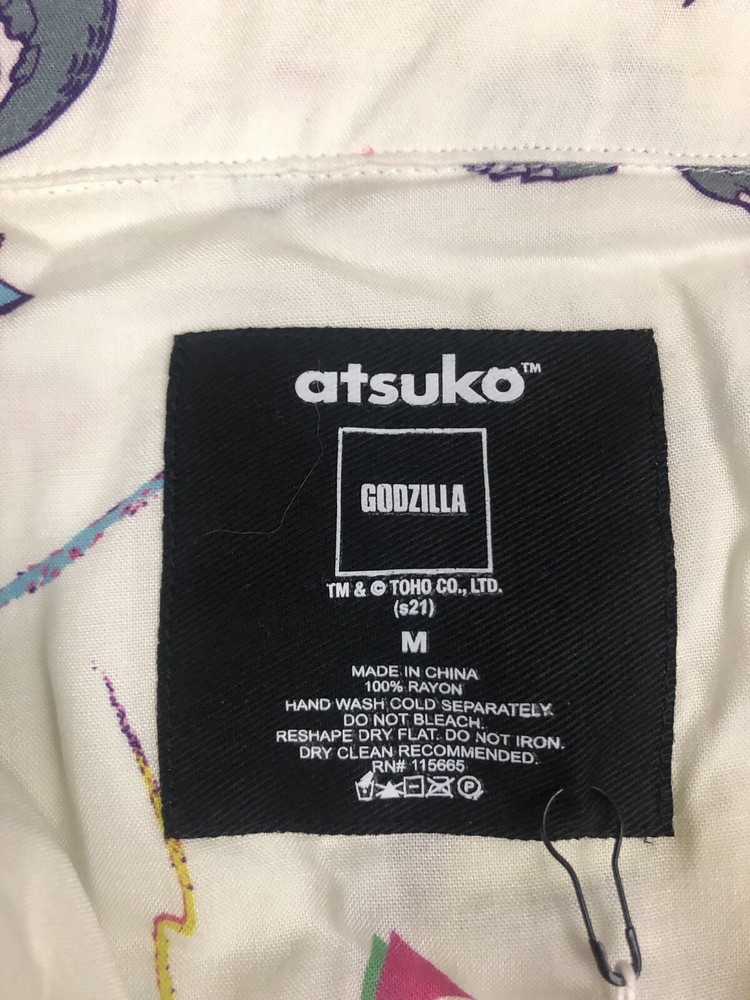 atsuko™
GODZILLA
TM & © TOHO CO., LTD.
(s21)
M
MADE IN CHINA
100% RAYON
HAND WASH COLD SEPARATELY.
DO NOT BLEACH.
RESHAPE DRY FLAT. DO NOT IRON.
DRY CLEAN RECOMMENDED.
RN# 115665
P